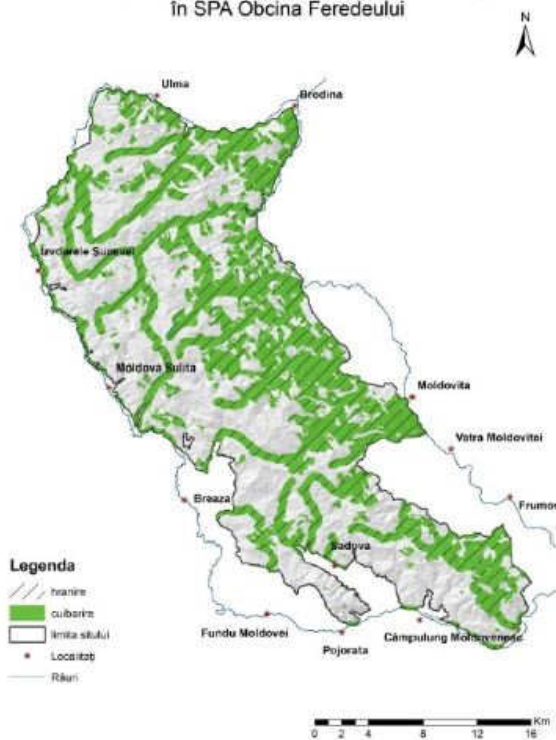 în SPA Obcina Feredeului
N
Ulma
Brodina
Izvoarele Sucevei
Moldova Sulita
Moldovita
Vatra Moldovitei
Frumos
Breaza
Sadova
Legenda
hranire
cuibarire
limita sitului
Localitati
Râuri
Fundu Moldovei
Pojorata
Câmpulung Moldovenesc
0 2 4 8 12 16 Km